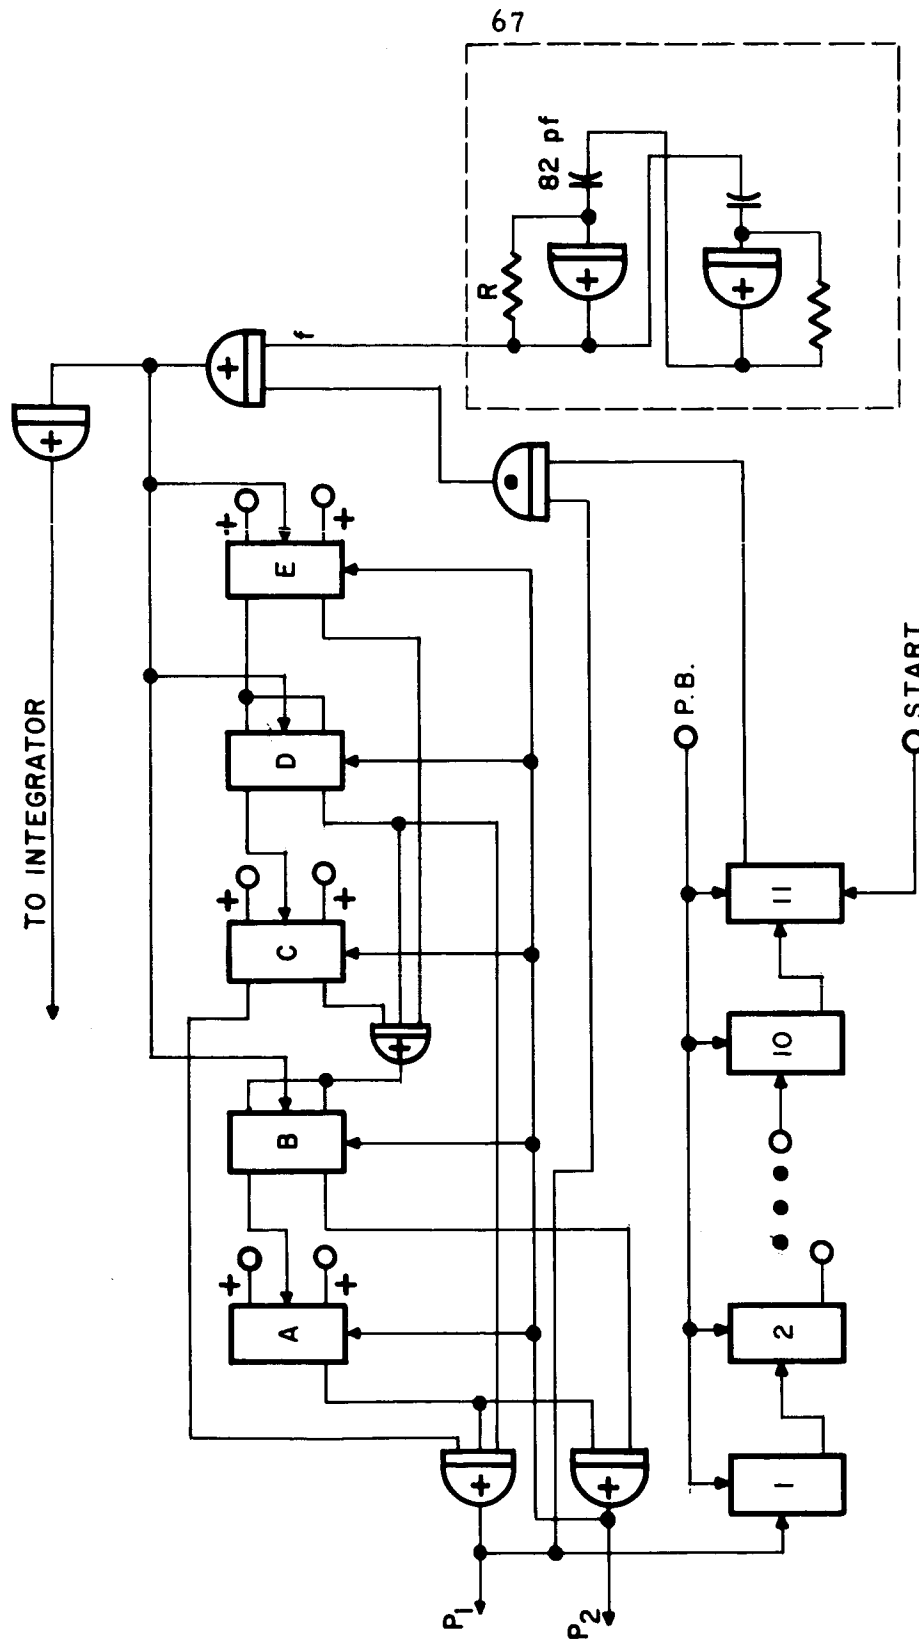 67
82 pf
R
+
+
f
+
+
•
TO INTEGRATOR
+
+
E
D
+
+
C
+
B
+
+
A
+
+
P1
P2
P.B.
START
11
10
2
1